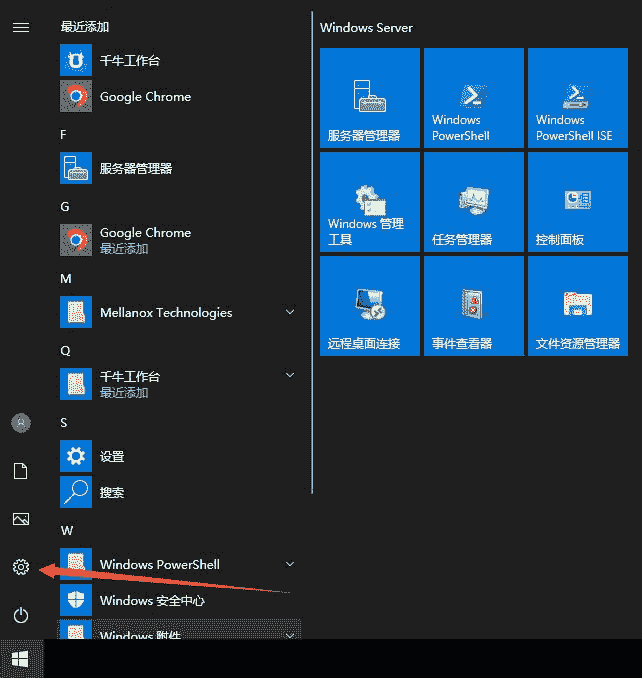 最近添加
千牛工作台
Google Chrome
F
服务器管理器
G
Google Chrome
最近添加
M
Mellanox Technologies
Q
千牛工作台
最近添加
S
设置
搜索
W
Windows PowerShell
Windows 安全中心
Windows 附件
Windows Server
服务器管理器
Windows
PowerShell
Windows
PowerShell ISE
Windows 管理
工具
任务管理器
控制面板
远程桌面连接
事件查看器
文件资源管理器